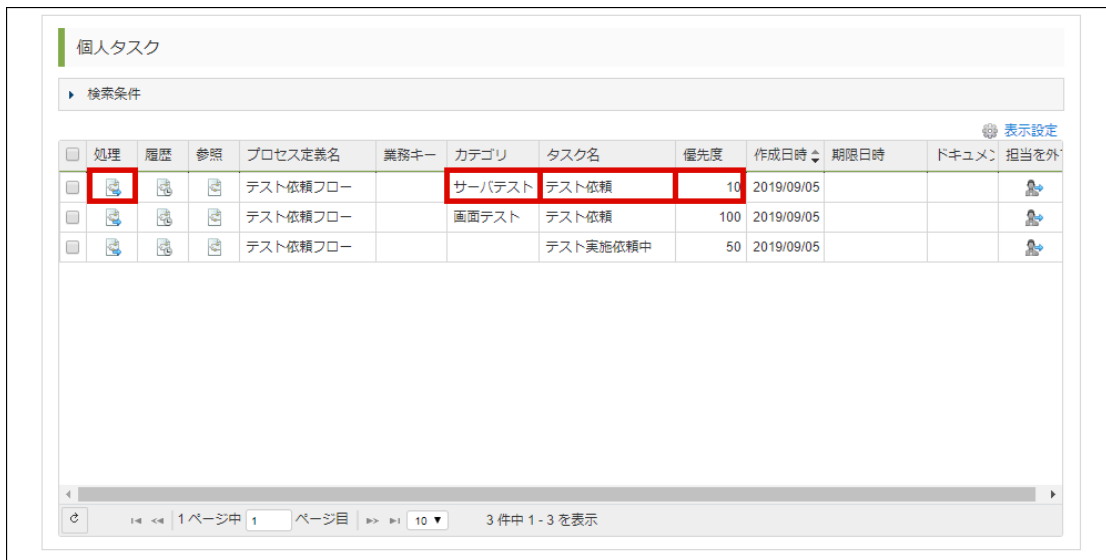 個人タスク
検索条件
表示設定
処理 履歴 参照 プロセス定義名 業務キー カテゴリ タスク名 優先度 作成日時 期限日時 ドキュメン 担当を外
テスト依頼フロー サーバテスト テスト依頼 10 2019/09/05
テスト依頼フロー 画面テスト テスト依頼 100 2019/09/05
テスト依頼フロー テスト実施依頼中 50 2019/09/05
1 ページ中 1 ページ目 10 3 件中 1 - 3 を表示